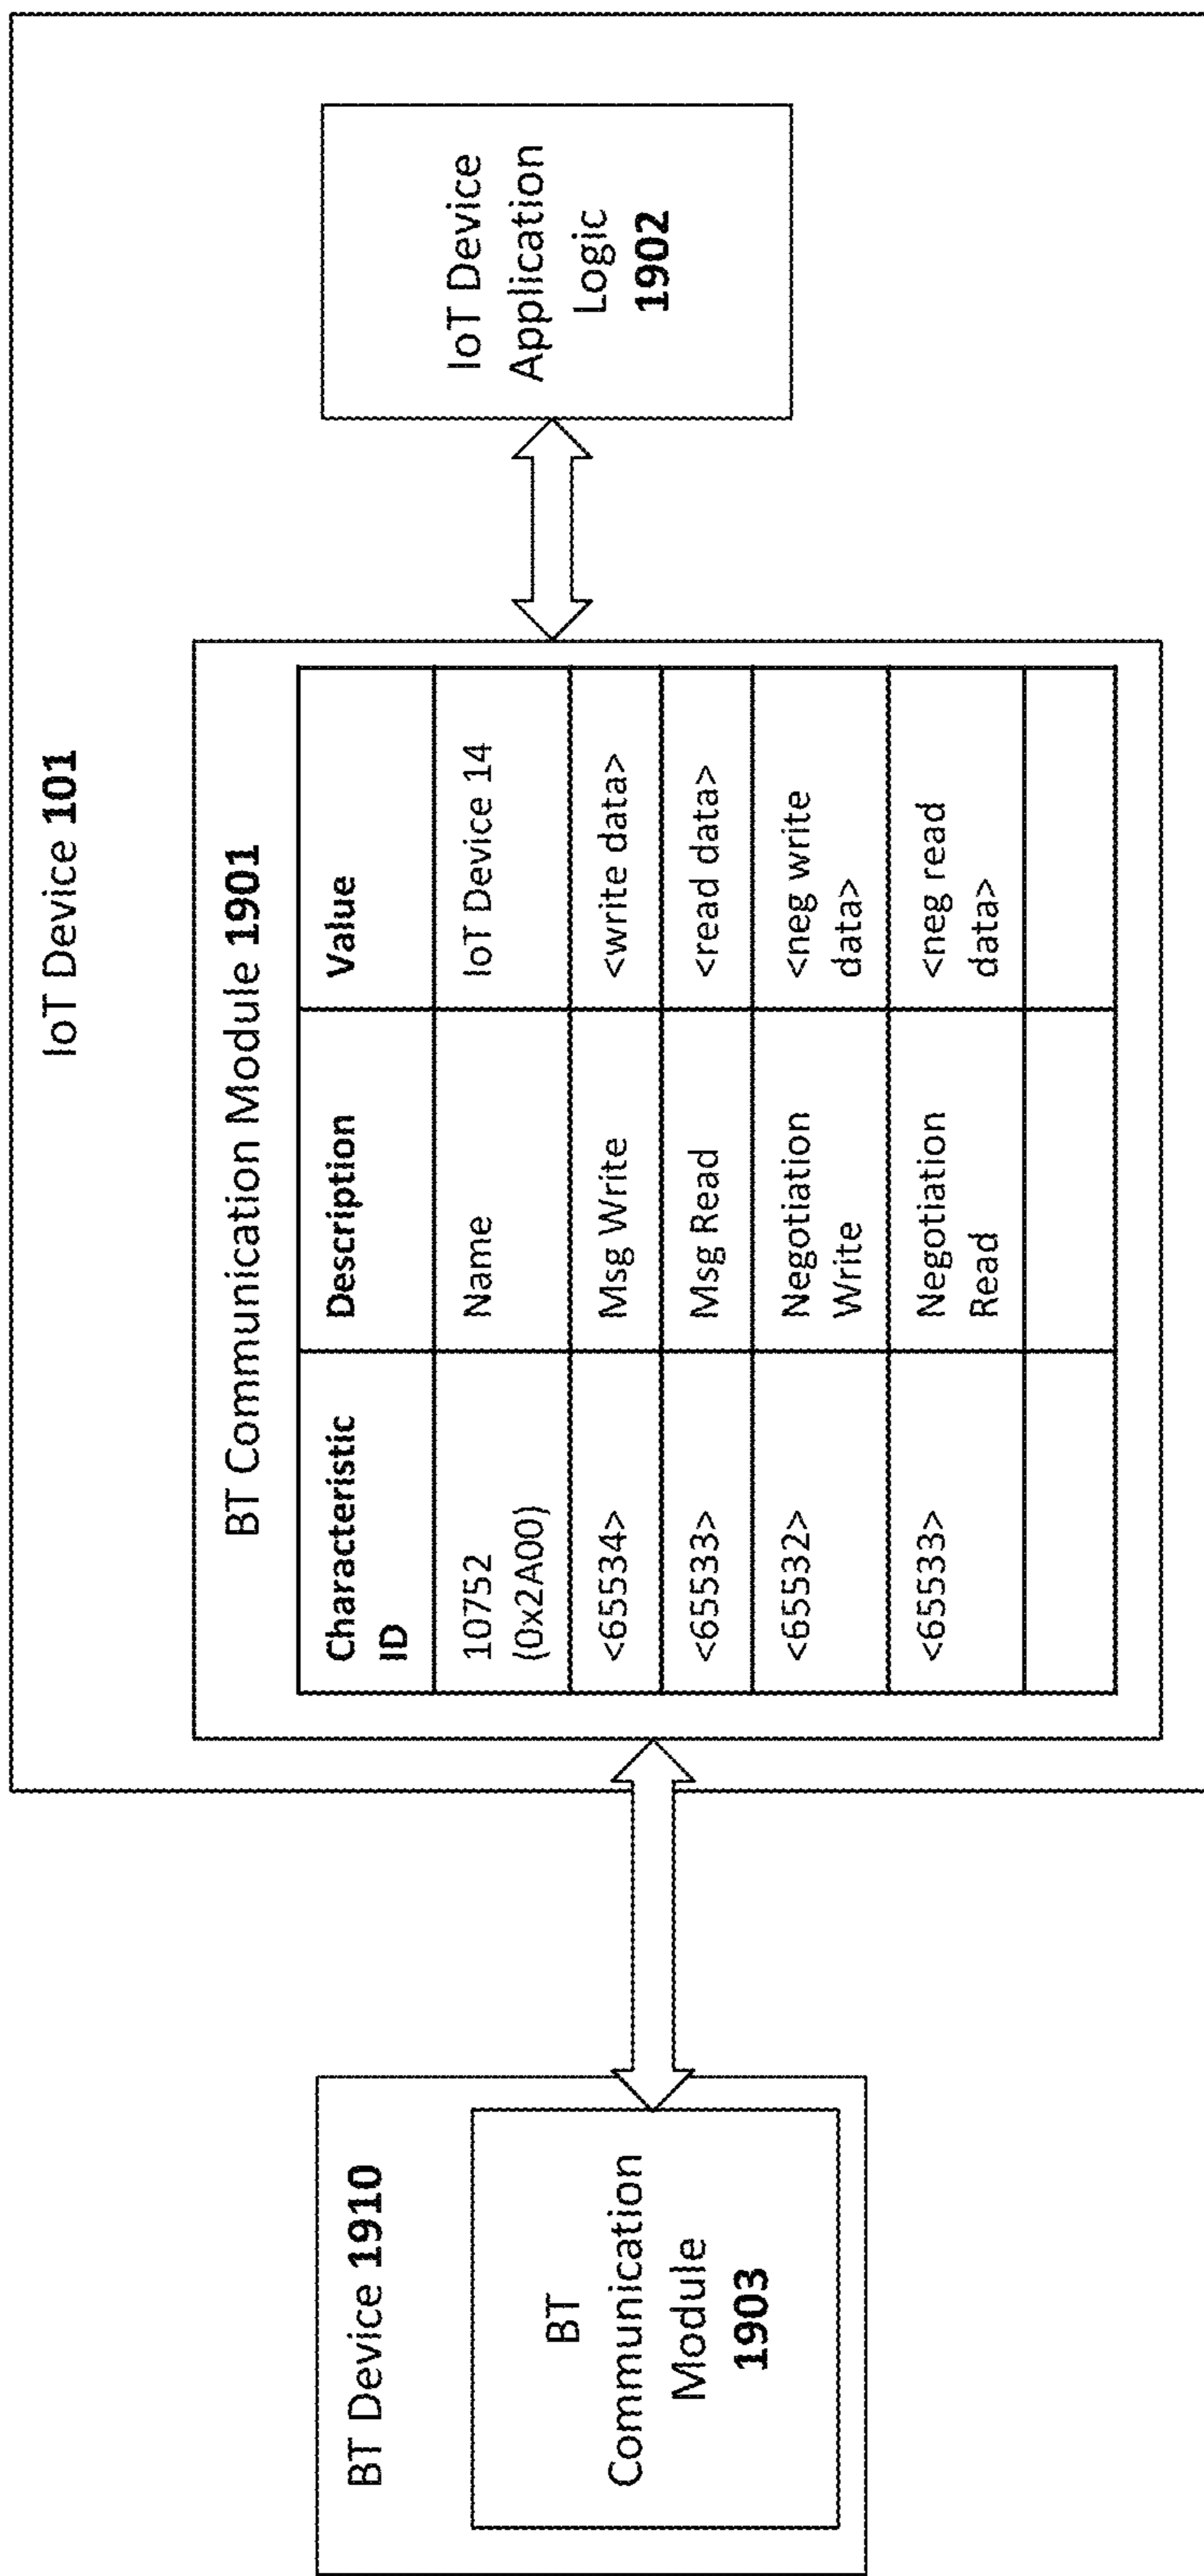 IoT Device 101
BT Device 1910
BT
Communication
Module
1903
BT Communication Module 1901
Characteristic ID
Description
Value
10752
(0x2A00)
Name
IoT Device 14
<65534>
Msg Write
<write data>
<65533>
Msg Read
<read data>
<65532>
Negotiation
Write
<neg write
data>
<65533>
Negotiation
Read
<neg read
data>
IoT Device
Application
Logic
1902